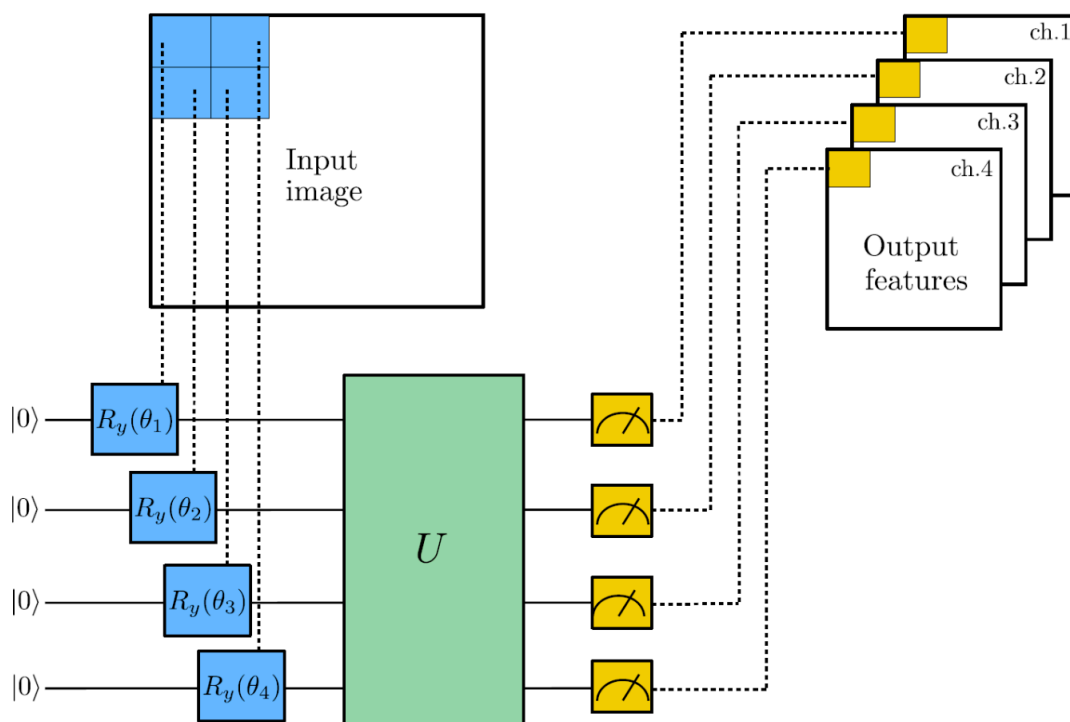 Input
image
ch.1
ch.2
ch.3
ch.4
Output
features
|0⟩
R_y(θ_1)
|0⟩
R_y(θ_2)
U
|0⟩
R_y(θ_3)
|0⟩
R_y(θ_4)